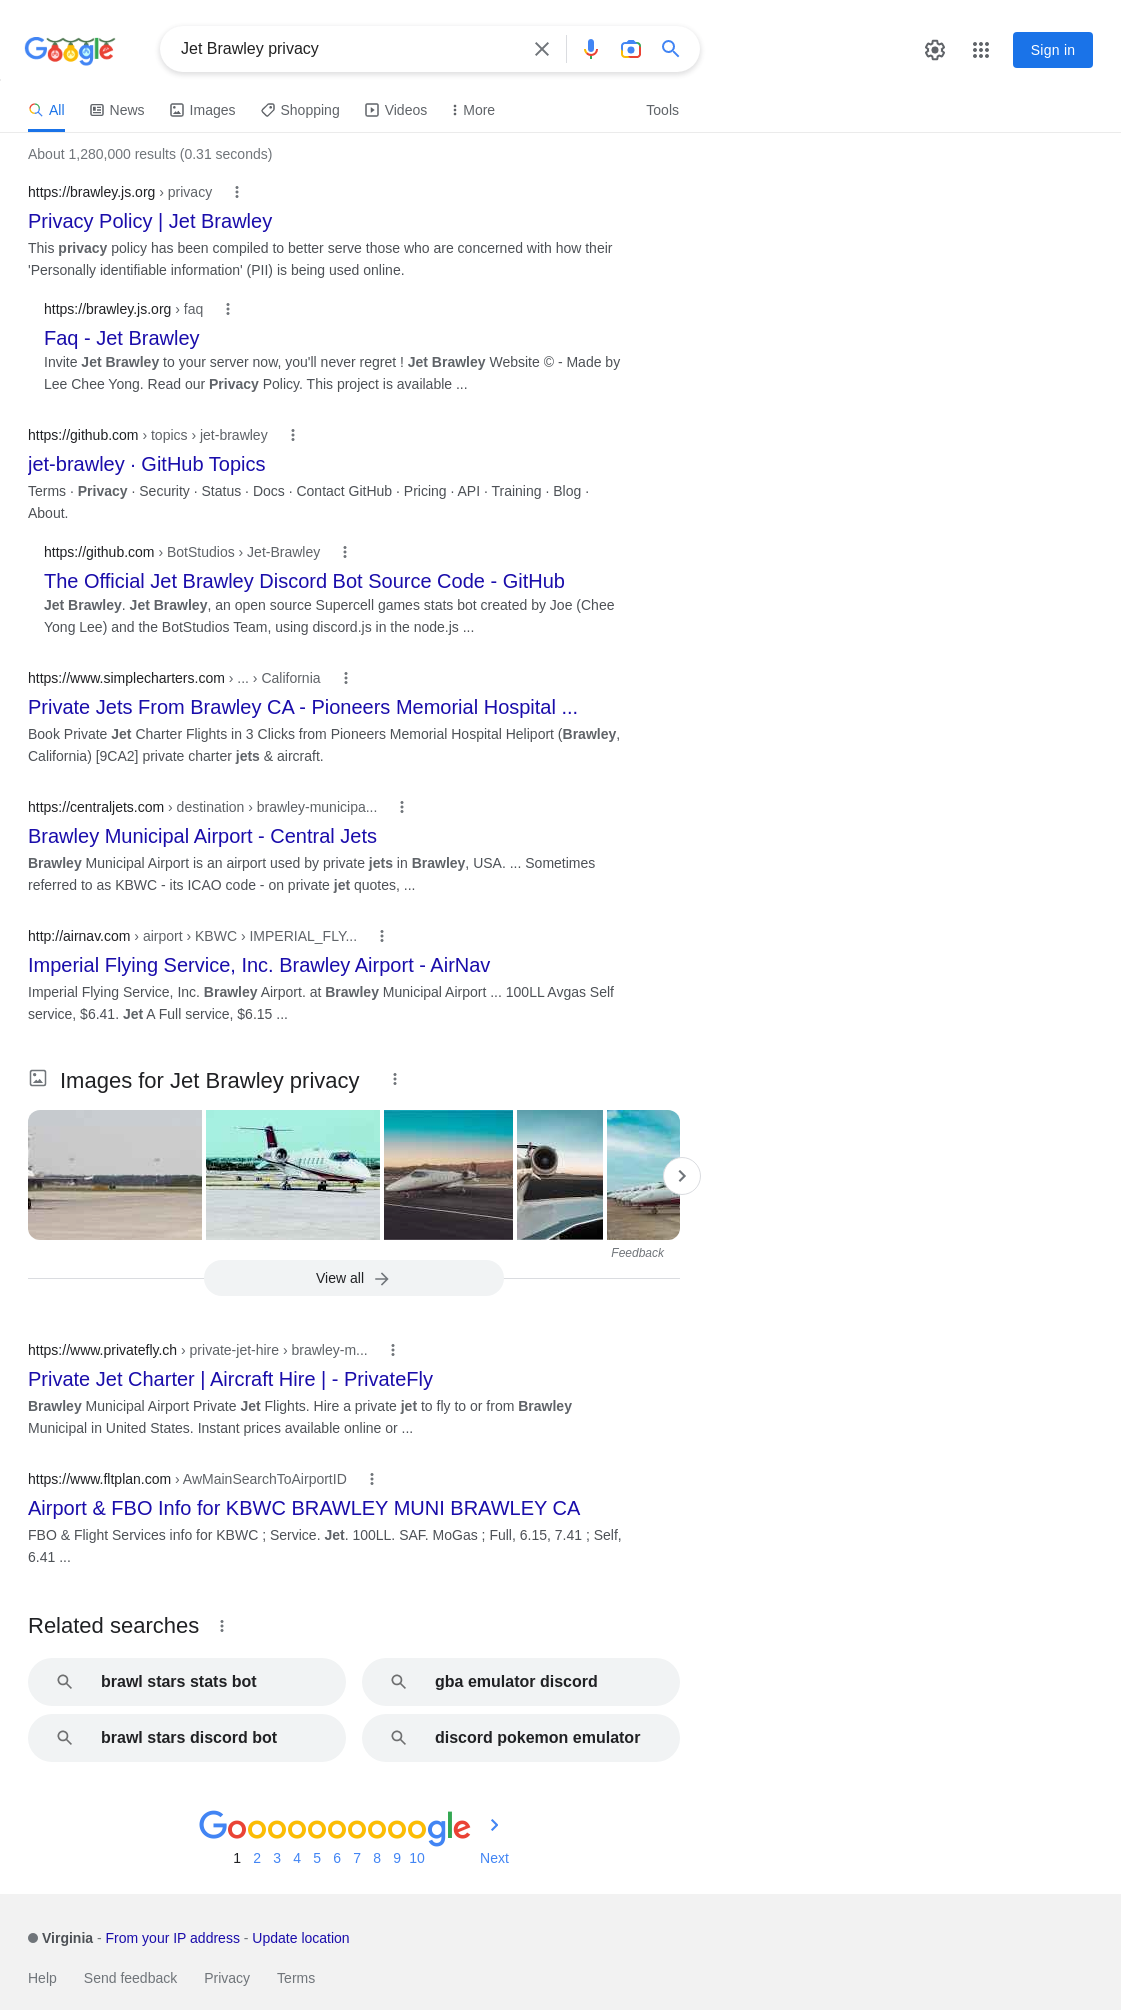 Google
Jet Brawley privacy
Sign in
All News Images Shopping Videos More Tools
About 1,280,000 results (0.31 seconds)
https://brawley.js.org › privacy
Privacy Policy | Jet Brawley
This privacy policy has been compiled to better serve those who are concerned with how their
'Personally identifiable information' (PII) is being used online.
https://brawley.js.org › faq
Faq - Jet Brawley
Invite Jet Brawley to your server now, you'll never regret ! Jet Brawley Website © - Made by
Lee Chee Yong. Read our Privacy Policy. This project is available ...
https://github.com › topics › jet-brawley
jet-brawley · GitHub Topics
Terms · Privacy · Security · Status · Docs · Contact GitHub · Pricing · API · Training · Blog ·
About.
https://github.com › BotStudios › Jet-Brawley
The Official Jet Brawley Discord Bot Source Code - GitHub
Jet Brawley. Jet Brawley, an open source Supercell games stats bot created by Joe (Chee
Yong Lee) and the BotStudios Team, using discord.js in the node.js ...
https://www.simplecharters.com › ... › California
Private Jets From Brawley CA - Pioneers Memorial Hospital ...
Book Private Jet Charter Flights in 3 Clicks from Pioneers Memorial Hospital Heliport (Brawley,
California) [9CA2] private charter jets & aircraft.
https://centraljets.com › destination › brawley-municipa...
Brawley Municipal Airport - Central Jets
Brawley Municipal Airport is an airport used by private jets in Brawley, USA. ... Sometimes
referred to as KBWC - its ICAO code - on private jet quotes, ...
http://airnav.com › airport › KBWC › IMPERIAL_FLY...
Imperial Flying Service, Inc. Brawley Airport - AirNav
Imperial Flying Service, Inc. Brawley Airport. at Brawley Municipal Airport ... 100LL Avgas Self
service, $6.41. Jet A Full service, $6.15 ...
Images for Jet Brawley privacy
Feedback
View all
https://www.privatefly.ch › private-jet-hire › brawley-m...
Private Jet Charter | Aircraft Hire | - PrivateFly
Brawley Municipal Airport Private Jet Flights. Hire a private jet to fly to or from Brawley
Municipal in United States. Instant prices available online or ...
https://www.fltplan.com › AwMainSearchToAirportID
Airport & FBO Info for KBWC BRAWLEY MUNI BRAWLEY CA
FBO & Flight Services info for KBWC ; Service. Jet. 100LL. SAF. MoGas ; Full, 6.15, 7.41 ; Self,
6.41 ...
Related searches
brawl stars stats bot
gba emulator discord
brawl stars discord bot
discord pokemon emulator
Goooooooooogle
1 2 3 4 5 6 7 8 9 10 Next
Virginia - From your IP address - Update location
Help Send feedback Privacy Terms